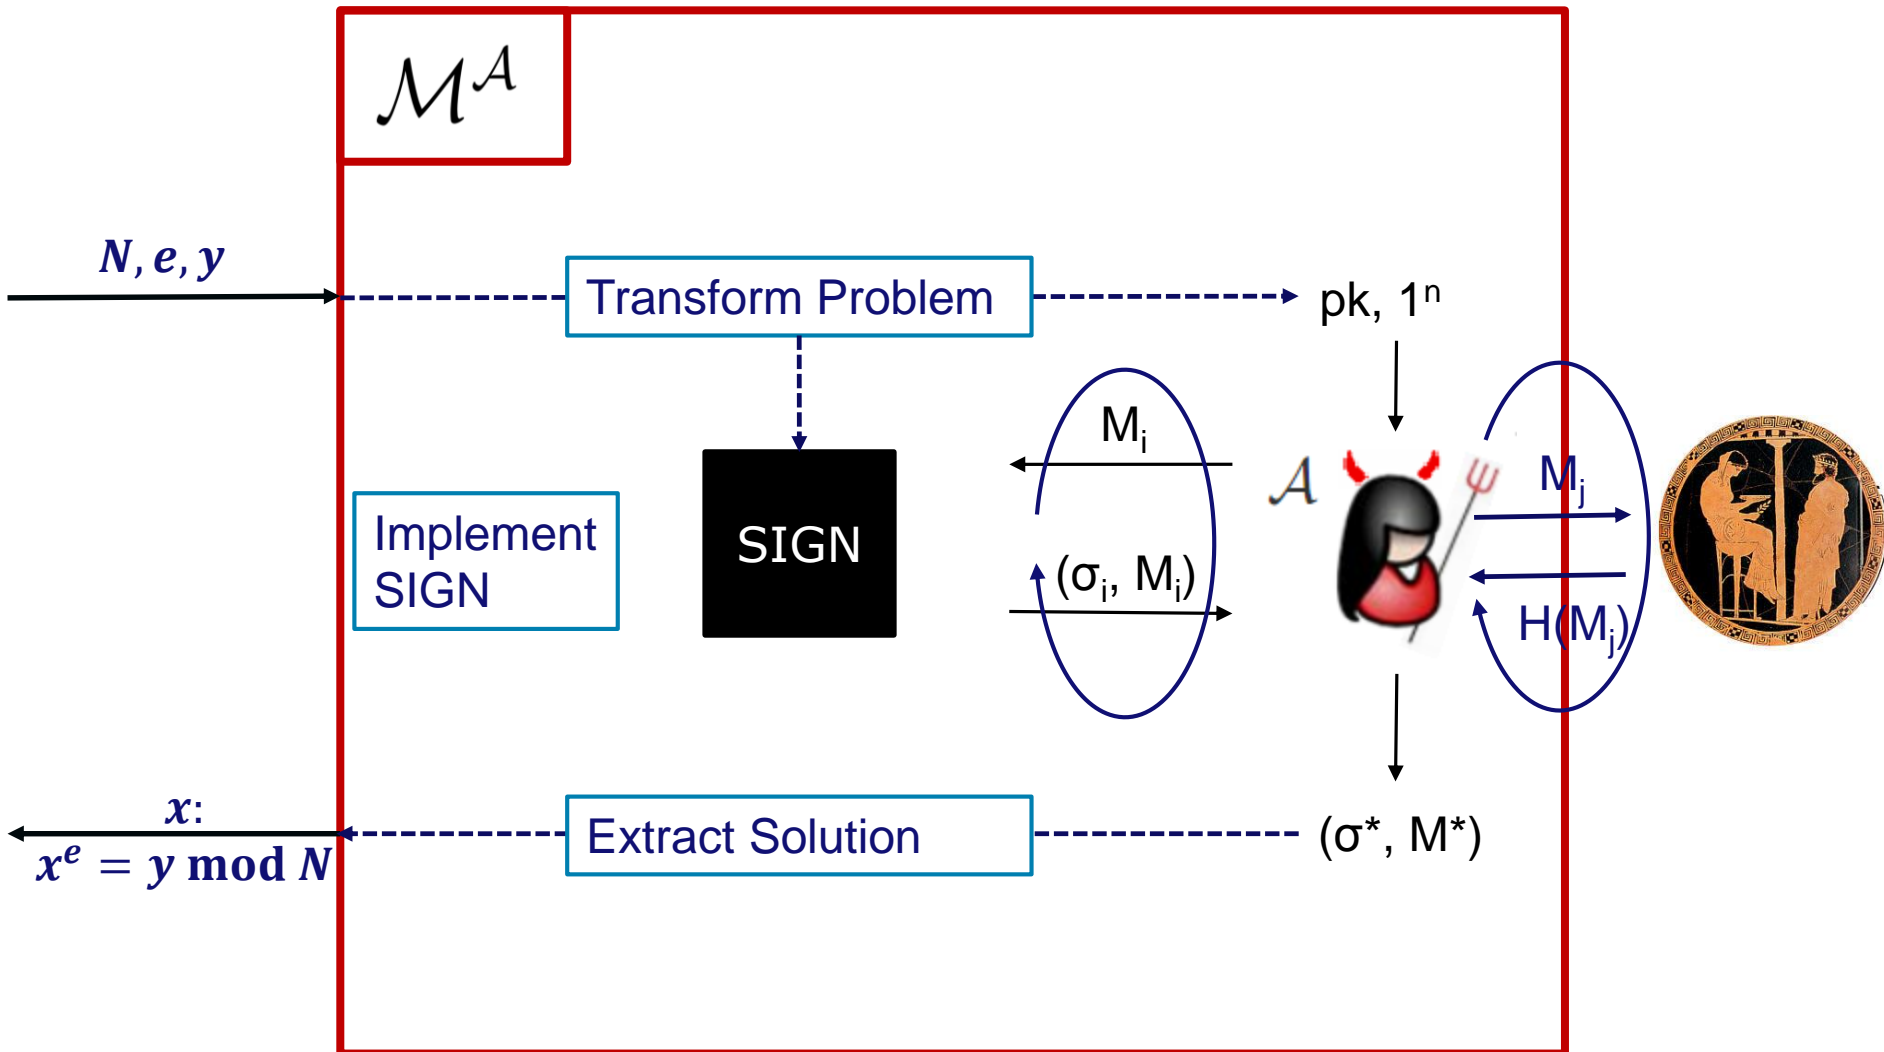 ℳ^𝒜
N, e, y
Transform Problem
pk, 1ⁿ
Mᵢ
𝒜
Mⱼ
Implement
SIGN
SIGN
(σᵢ, Mᵢ)
H(Mⱼ)
x:
xᵉ = y mod N
Extract Solution
(σ*, M*)